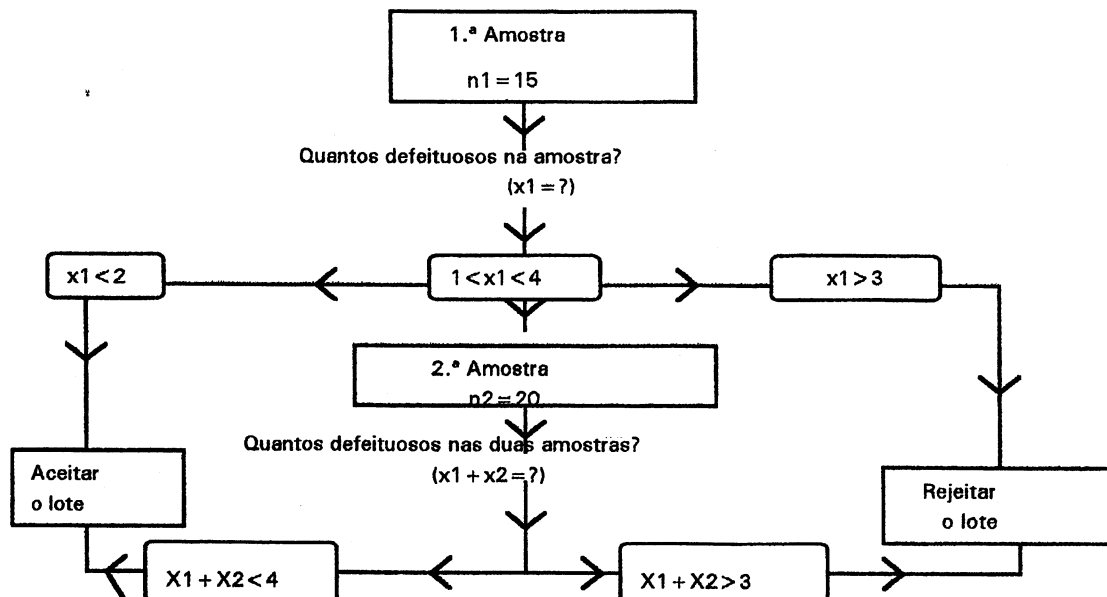 1.ª Amostra
n1=15
Quantos defeituosos na amostra?
(x1=?)
x1<2
1<x1<4
x1>3
2.ª Amostra
n2=20
Quantos defeituosos nas duas amostras?
(x1+x2=?)
Aceitar
o lote
Rejeitar
o lote
X1+X2<4
X1+X2>3